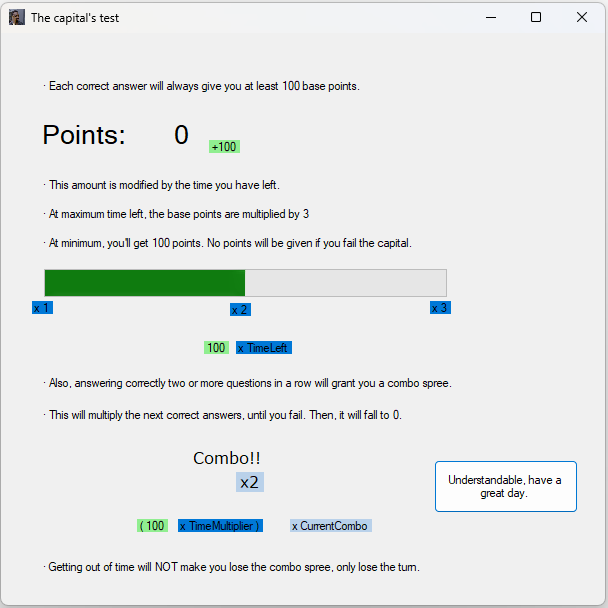 The capital's test
· Each correct answer will always give you at least 100 base points.
Points: 0
+100
· This amount is modified by the time you have left.
· At maximum time left, the base points are multiplied by 3
· At minimum, you'll get 100 points. No points will be given if you fail the capital.
x 1 x 2 x 3
100 x TimeLeft
· Also, answering correctly two or more questions in a row will grant you a combo spree.
· This will multiply the next correct answers, until you fail. Then, it will fall to 0.
Combo!!
x2
Understandable, have a
great day.
( 100 x TimeMultiplier ) x CurrentCombo
· Getting out of time will NOT make you lose the combo spree, only lose the turn.